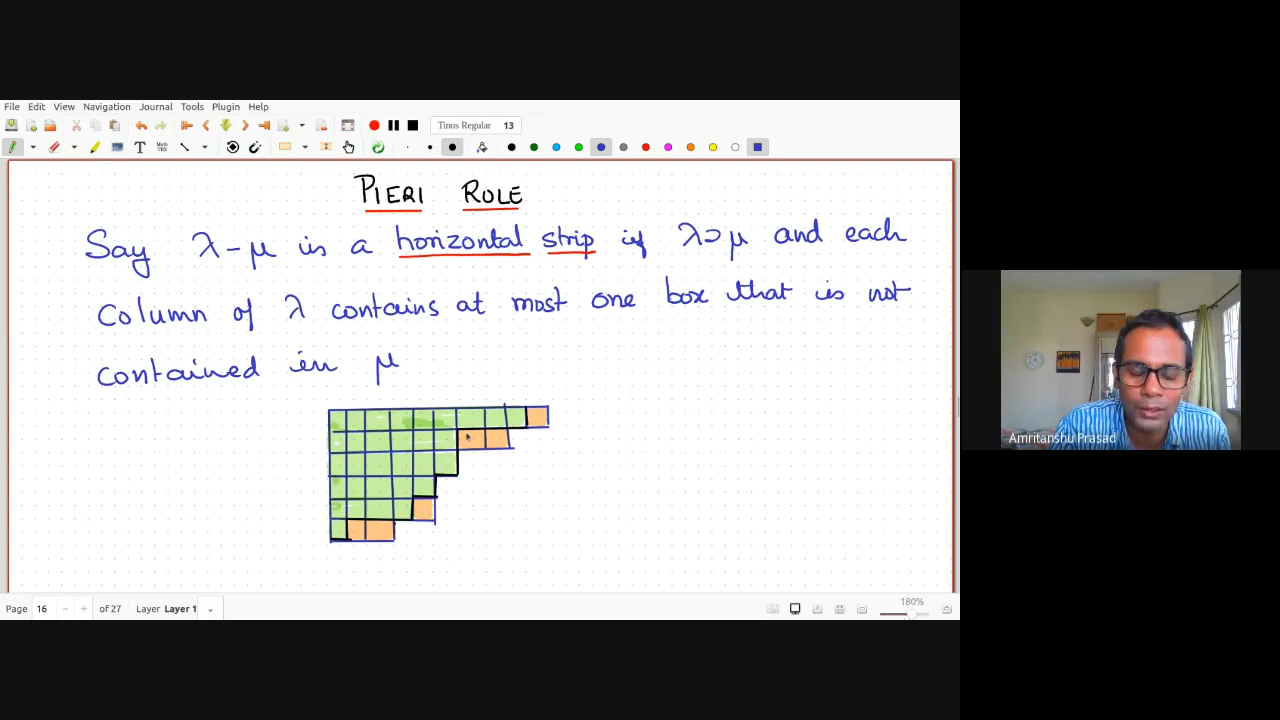 File Edit View Navigation Journal Tools Plugin Help
Tinos Regular 13
PIERI RULE
Say λ-μ is a horizontal strip if λ⊃μ and each
column of λ contains at most one box that is not
contained in μ
Amritanshu Prasad
Page 16 of 27 Layer Layer 1
180%